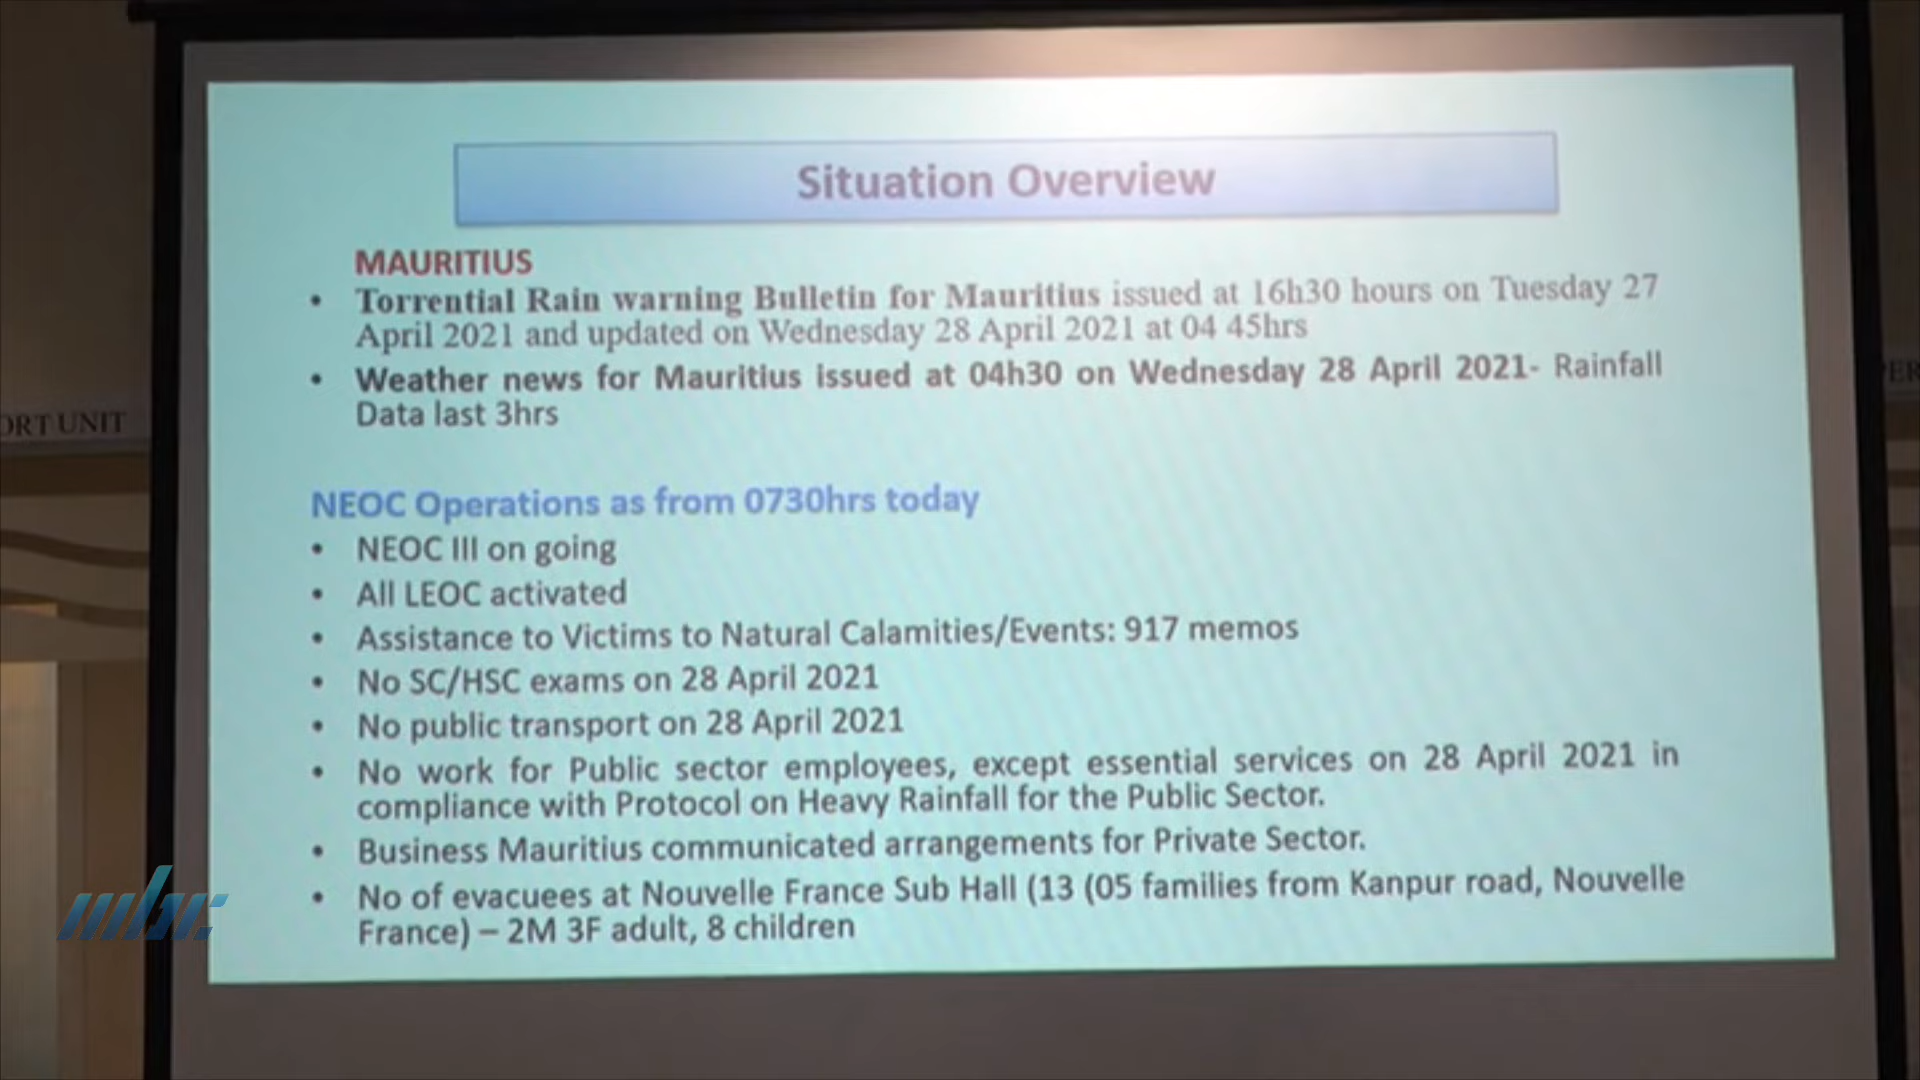 Situation Overview
MAURITIUS
• Torrential Rain warning Bulletin for Mauritius issued at 16h30 hours on Tuesday 27
April 2021 and updated on Wednesday 28 April 2021 at 04 45hrs
• Weather news for Mauritius issued at 04h30 on Wednesday 28 April 2021- Rainfall
Data last 3hrs
ORT UNIT
ER
NEOC Operations as from 0730hrs today
• NEOC III on going
• All LEOC activated
• Assistance to Victims to Natural Calamities/Events: 917 memos
• No SC/HSC exams on 28 April 2021
• No public transport on 28 April 2021
• No work for Public sector employees, except essential services on 28 April 2021 in
compliance with Protocol on Heavy Rainfall for the Public Sector.
• Business Mauritius communicated arrangements for Private Sector.
• No of evacuees at Nouvelle France Sub Hall (13 (05 families from Kanpur road, Nouvelle
France) – 2M 3F adult, 8 children
mbc